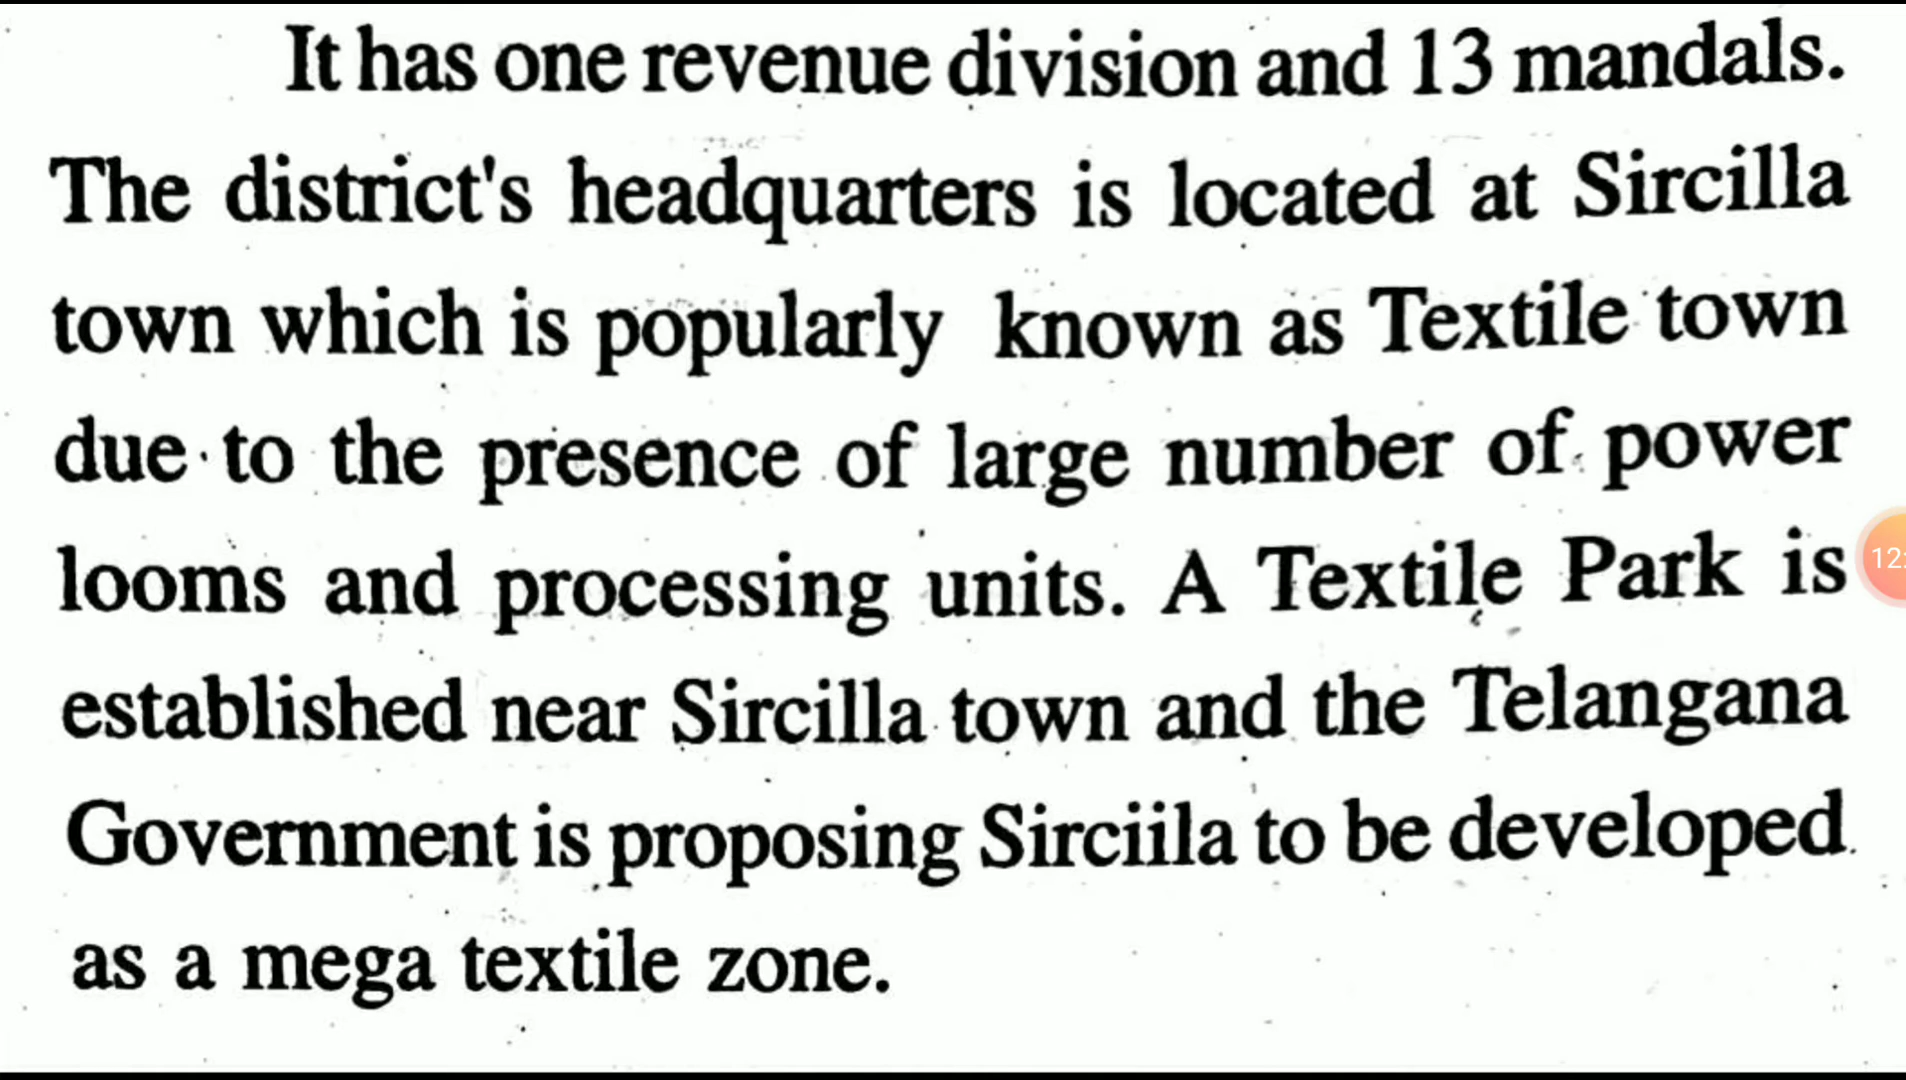 It has one revenue division and 13 mandals.
The district's headquarters is located at Sircilla
town which is popularly known as Textile town
due to the presence of large number of power
looms and processing units. A Textile Park is
established near Sircilla town and the Telangana
Government is proposing Sirciila to be developed
as a mega textile zone.
12: